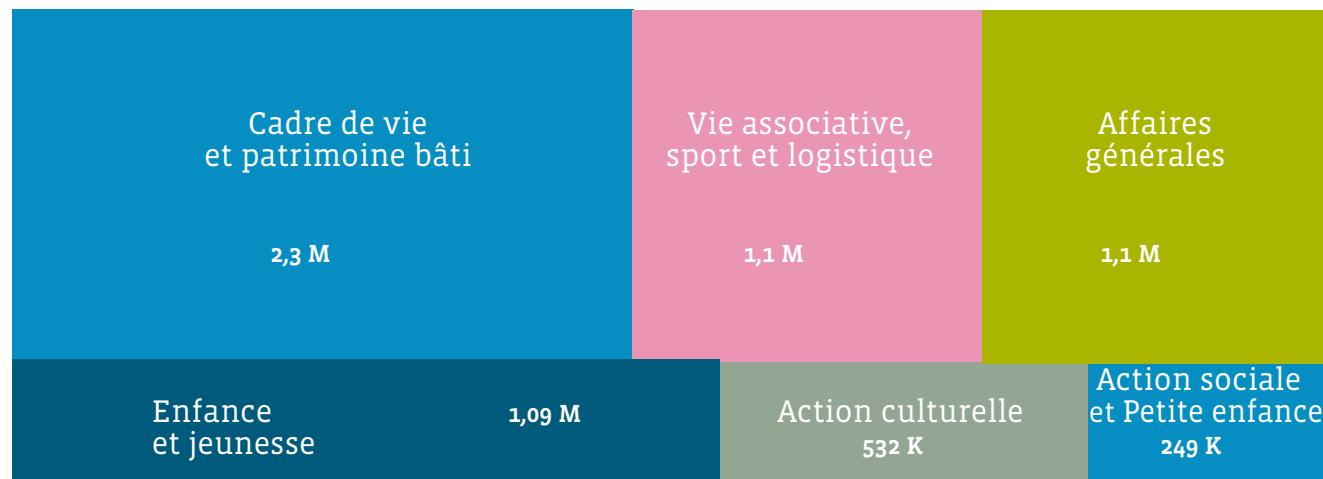 Cadre de vie
et patrimoine bâti
2,3 M
Vie associative,
sport et logistique
1,1 M
Affaires
générales
1,1 M
Enfance
et jeunesse
1,09 M
Action culturelle
532 K
Action sociale
et Petite enfance
249 K